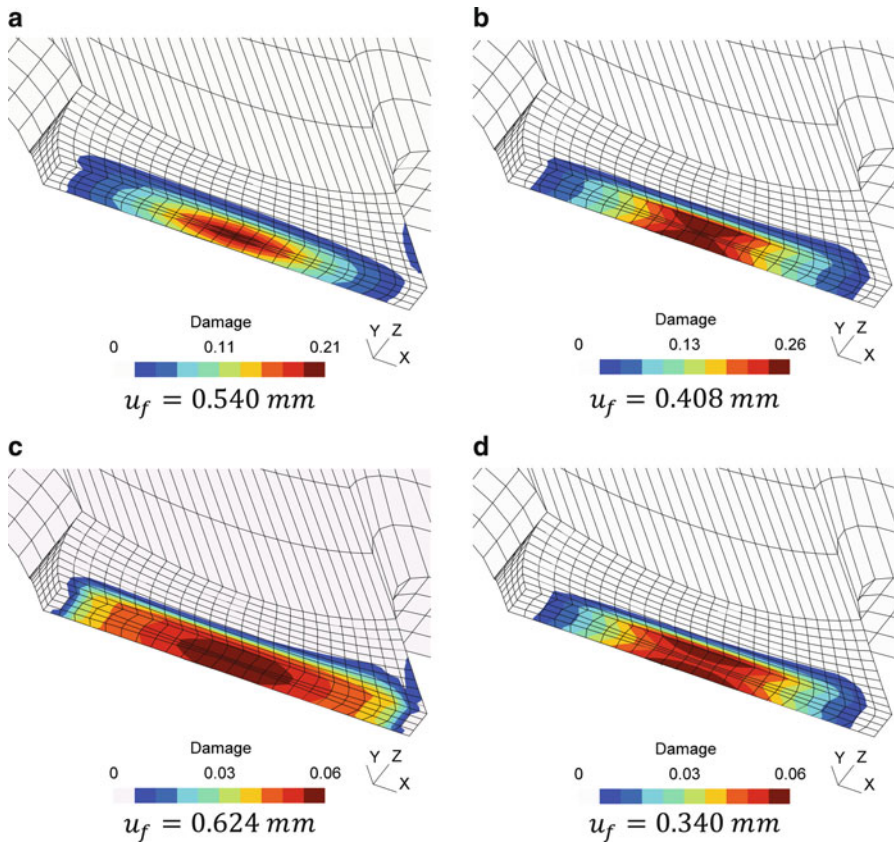 a
b
Damage
0 0.11 0.21
Y Z
X
u_f = 0.540 mm
Damage
0 0.13 0.26
Y Z
X
u_f = 0.408 mm
c
d
Damage
0 0.03 0.06
Y Z
X
u_f = 0.624 mm
Damage
0 0.03 0.06
Y Z
X
u_f = 0.340 mm